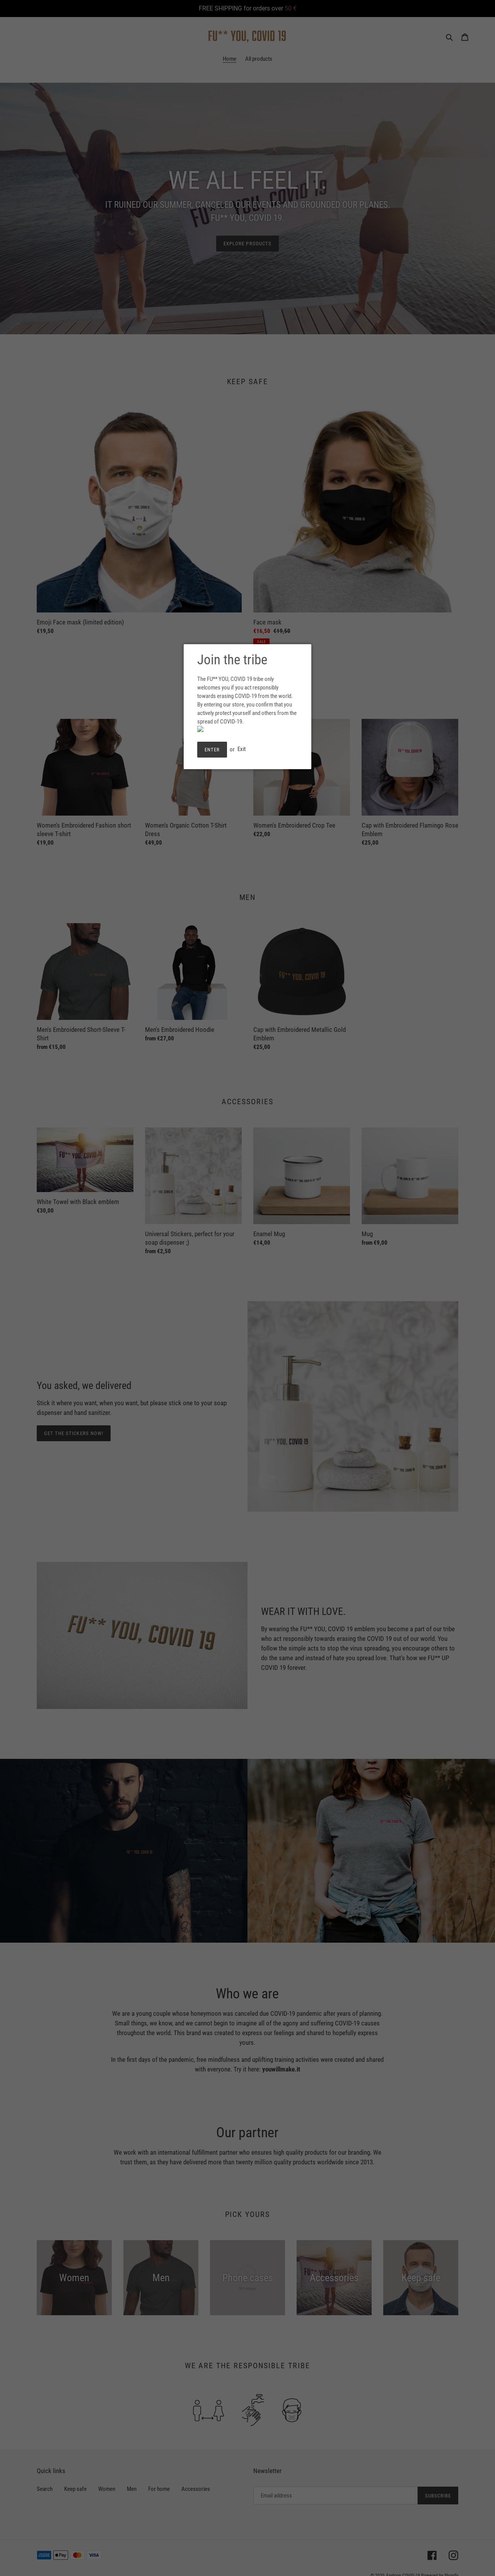 FREE SHIPPING for orders over 50 €
FU** YOU, COVID 19
Home All products
WE ALL FEEL IT.
IT RUINED OUR SUMMER, CANCELED OUR EVENTS AND GROUNDED OUR PLANES.
FU** YOU, COVID 19.
EXPLORE PRODUCTS
KEEP SAFE
Emoji Face mask (limited edition)
€19,50
Face mask
€16,50 €19,50
SALE
Join the tribe
The FU** YOU, COVID 19 tribe only
welcomes you if you act responsibly
towards erasing COVID-19 from the world.
By entering our store, you confirm that you
actively protect yourself and others from the
spread of COVID-19.
ENTER or Exit
Women's Embroidered Fashion short
sleeve T-shirt
€19,00
Women's Organic Cotton T-Shirt
Dress
€49,00
Women's Embroidered Crop Tee
€22,00
Cap with Embroidered Flamingo Rose
Emblem
€25,00
MEN
FU** YOU, COVID 19
Men's Embroidered Short-Sleeve T-
Shirt
from €15,00
Men's Embroidered Hoodie
from €27,00
Cap with Embroidered Metallic Gold
Emblem
€25,00
ACCESSORIES
White Towel with Black emblem
€30,00
Universal Stickers, perfect for your
soap dispenser ;)
from €2,50
Enamel Mug
€14,00
Mug
from €9,00
You asked, we delivered
Stick it where you want, when you want, but please stick one to your soap
dispenser and hand sanitizer.
GET THE STICKERS NOW!
FU** YOU, COVID 19
FU** YOU, COVID 19
WEAR IT WITH LOVE.
By wearing the FU** YOU, COVID 19 emblem you become a part of our tribe
who act responsibly towards erasing the COVID 19 out of our world. You
follow the simple acts to stop the virus spreading, you encourage others to
do the same and instead of hate you spread love. That's how we FU** UP
COVID 19 forever.
Who we are
We are a young couple whose honeymoon was canceled due COVID-19 pandemic after years of planning.
Small things, we know, and we cannot begin to imagine all of the agony and suffering COVID-19 causes
throughout the world. This brand was created to express our feelings and shared to hopefully express
yours.
In the first days of the pandemic, free mindfulness and uplifting training activities were created and shared
with everyone. Try it here: youwillmake.it
Our partner
We work with an international fulfillment partner who ensures high quality products for our branding. We
trust them, as they have delivered more than twenty million quality products worldwide since 2013.
PICK YOURS
Women Men Phone cases Accessories Keep safe
WE ARE THE RESPONSIBLE TRIBE
Quick links
Search Keep safe Women Men For home Accessories
Newsletter
Email address
SUBSCRIBE